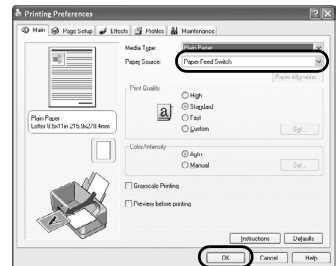 Printing Preferences
Main Page Setup Effects Profiles Maintenance
Media Type: Plain Paper
Paper Source: Paper Feed Switch
Paper Allocation...
Print Quality
High
Standard
Fast
Custom Set...
Plain Paper
Letter 8.5x11in 215.9x279.4mm
Color/Intensity
Auto
Manual Set...
Grayscale Printing
Preview before printing
Instructions Defaults
OK Cancel Help